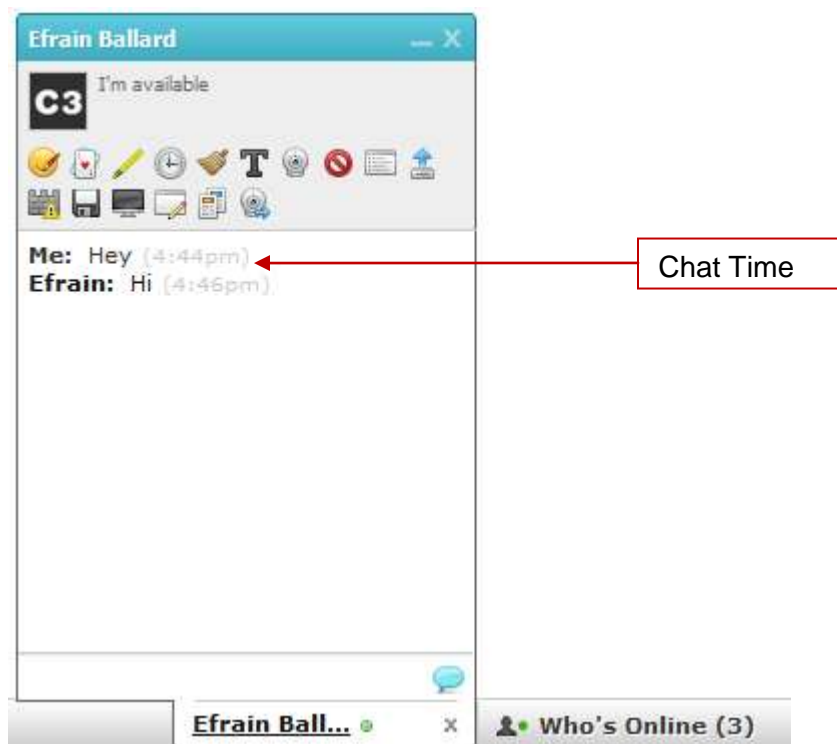 Efrain Ballard
C3 I'm available
T
Me: Hey (4:44pm)
Chat Time
Efrain: Hi (4:46pm)
Efrain Ball... x
Who's Online (3)